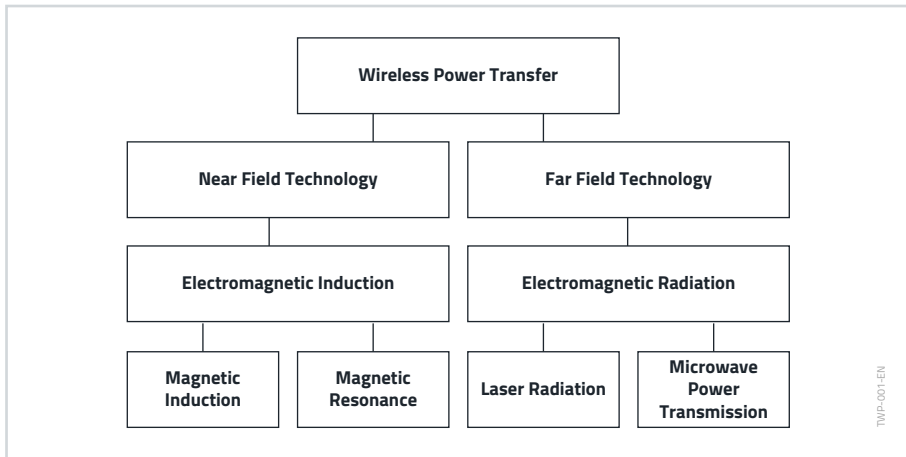 Wireless Power Transfer
Near Field Technology
Far Field Technology
Electromagnetic Induction
Electromagnetic Radiation
Magnetic
Induction
Magnetic
Resonance
Laser Radiation
Microwave
Power
Transmission
TWP-001-EN